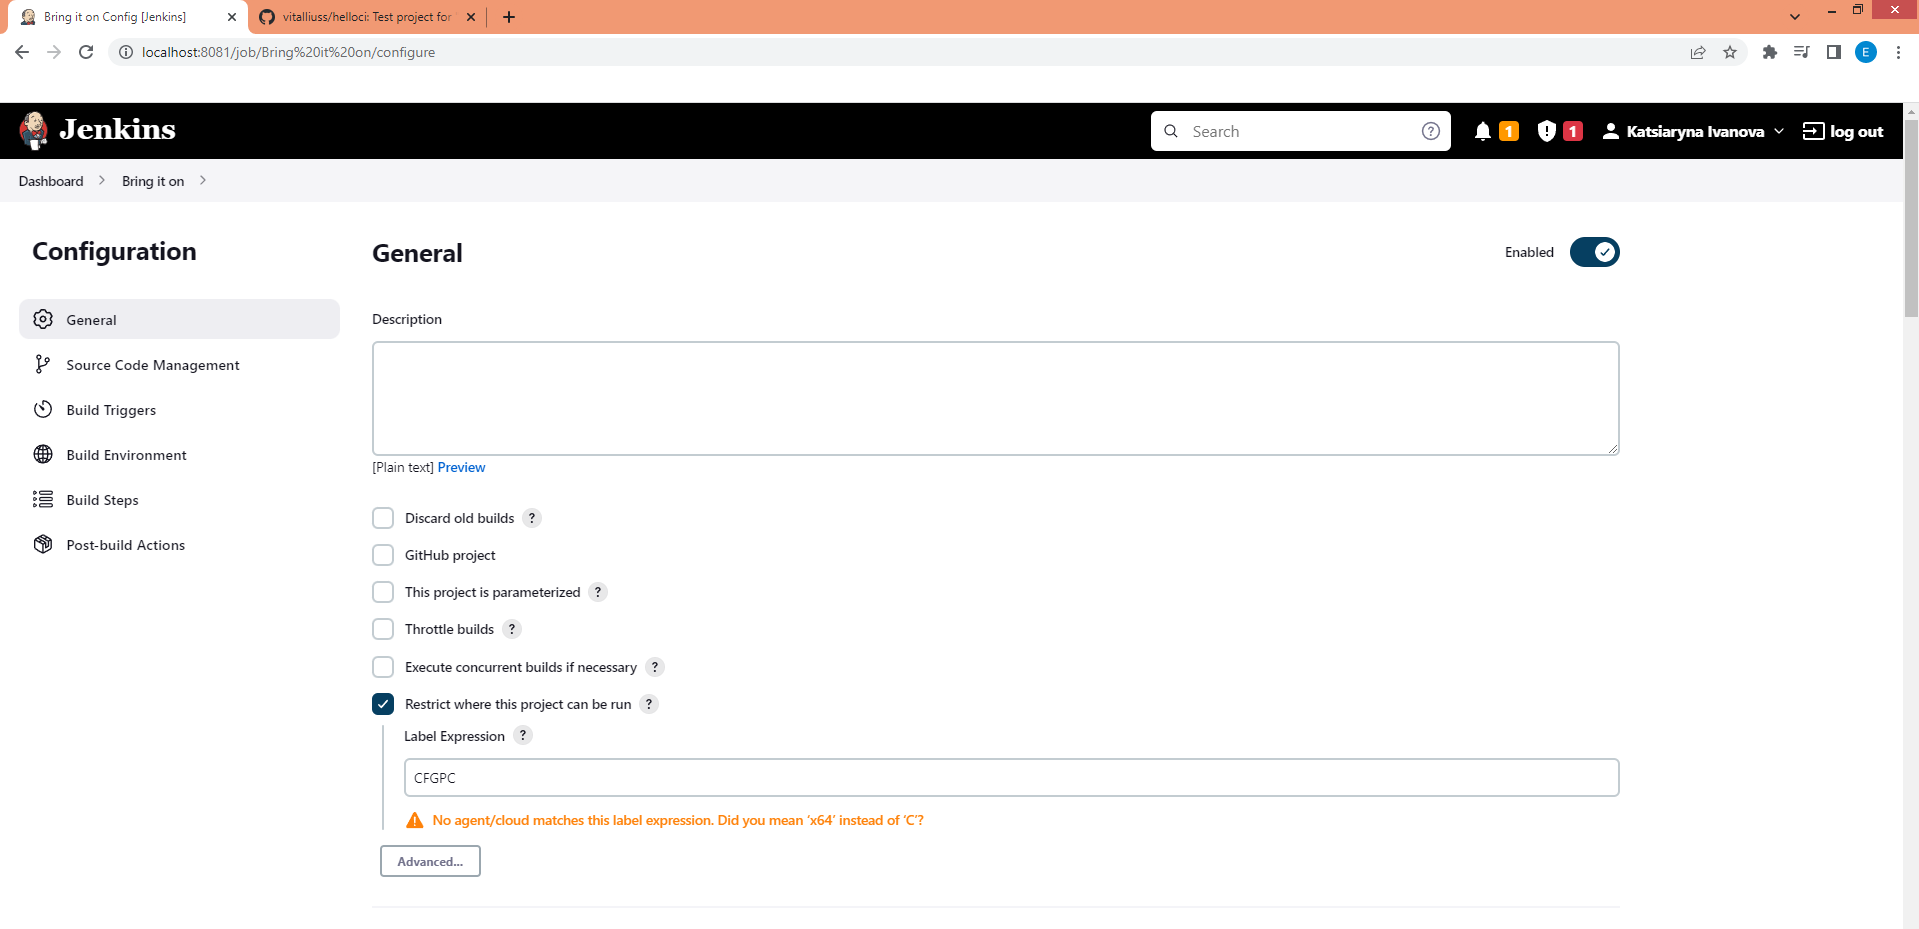 Bring it on Config [Jenkins]
vitalliuss/helloci: Test project for
localhost:8081/job/Bring%20it%20on/configure
E
Jenkins
Search
?
1
1
Katsiaryna Ivanova
log out
Dashboard
Bring it on
Configuration
General
Source Code Management
Build Triggers
Build Environment
Build Steps
Post-build Actions
General
Enabled
Description
[Plain text] Preview
Discard old builds ?
GitHub project
This project is parameterized ?
Throttle builds ?
Execute concurrent builds if necessary ?
Restrict where this project can be run ?
Label Expression ?
CFGPC
No agent/cloud matches this label expression. Did you mean ‘x64’ instead of ‘C’?
Advanced...